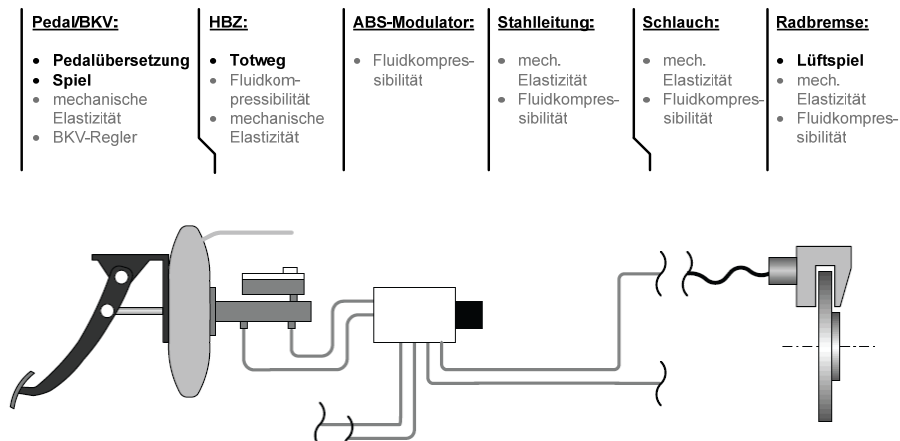 Pedal/BKV:
• Pedalübersetzung
• Spiel
• mechanische
Elastizität
• BKV-Regler
HBZ:
• Totweg
• Fluidkom-
pressibilität
• mechanische
Elastizität
ABS-Modulator:
• Fluidkompres-
sibilität
Stahlleitung:
• mech.
Elastizität
• Fluidkompres-
sibilität
Schlauch:
• mech.
Elastizität
• Fluidkompres-
sibilität
Radbremse:
• Lüftspiel
• mech.
Elastizität
• Fluidkompres-
sibilität